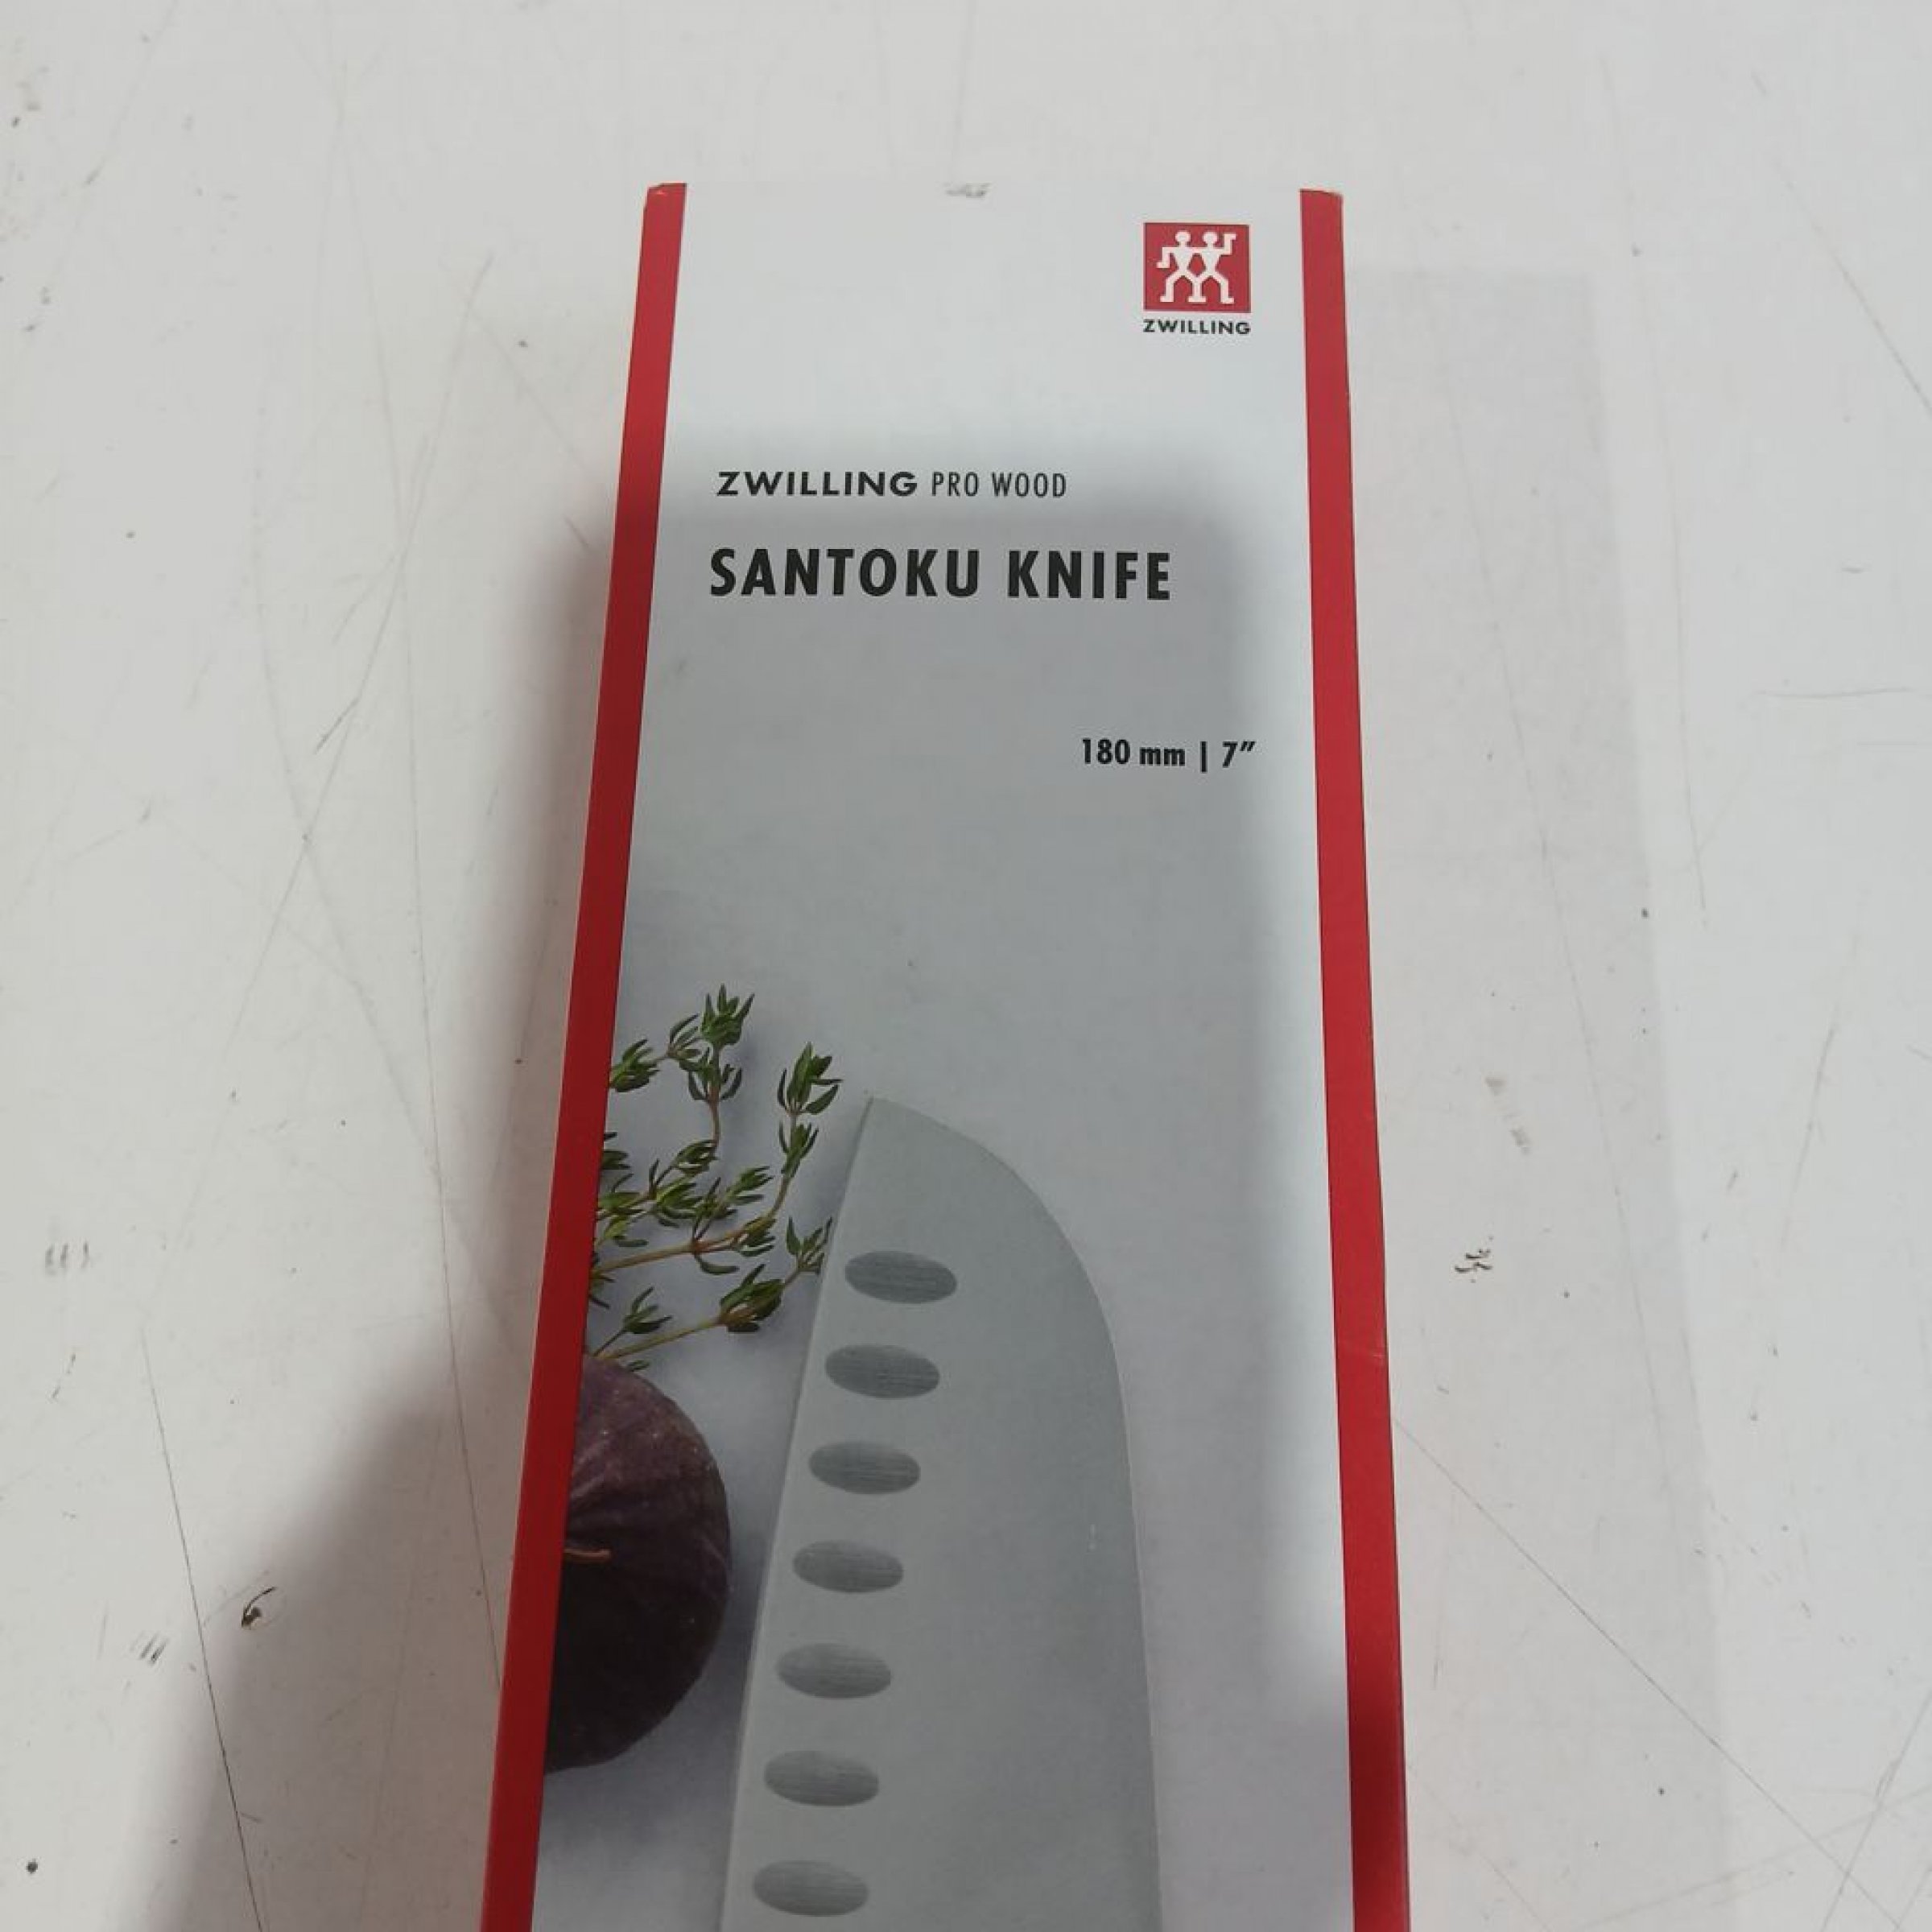 ZWILLING
ZWILLING PRO WOOD
SANTOKU KNIFE
180 mm | 7″